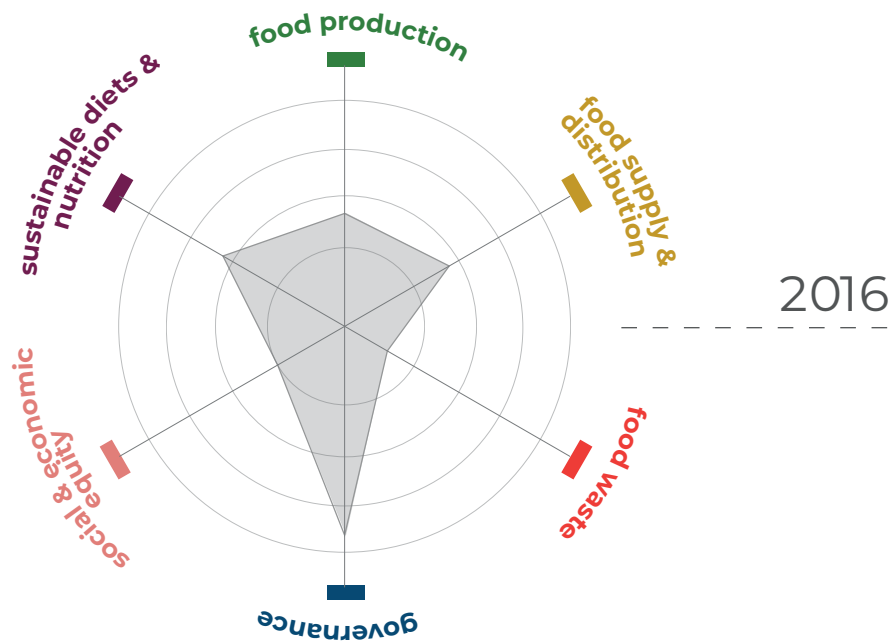 food production
food supply &
distribution
2016
food waste
governance
social & economic
equity
sustainable diets &
nutrition